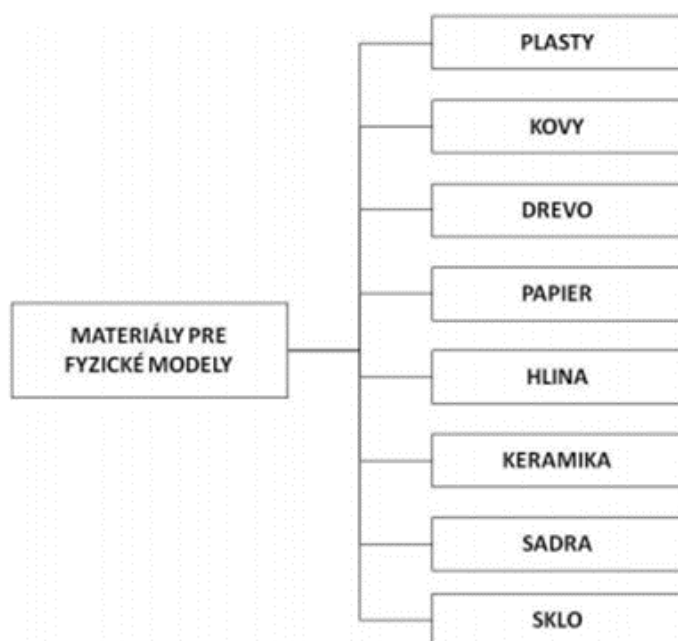 PLASTY
KOVY
DREVO
PAPIER
MATERIÁLY PRE
FYZICKÉ MODELY
HLINA
KERAMIKA
SADRA
SKLO